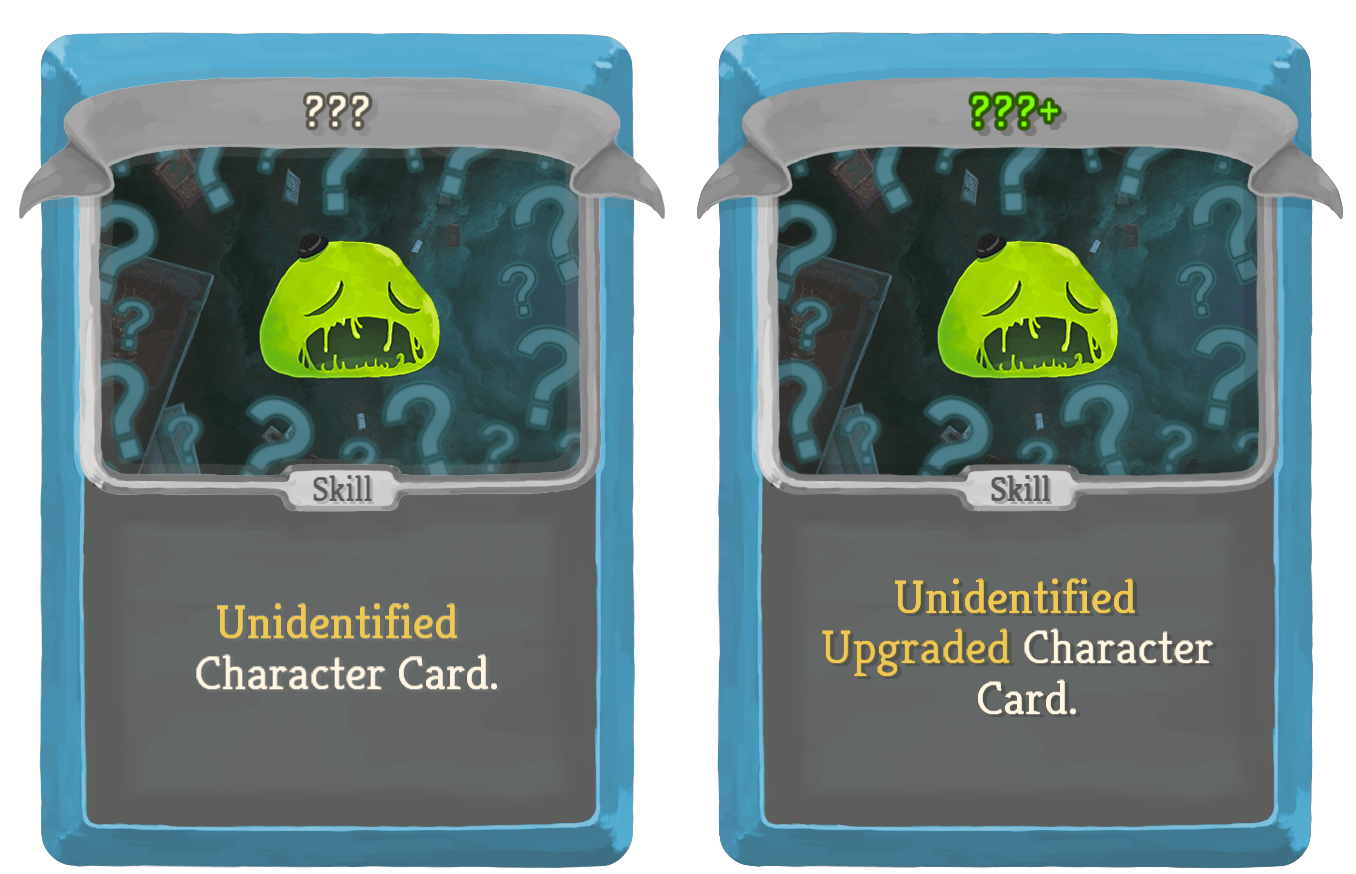 ???
Skill
Unidentified
Character Card.
???+
Skill
Unidentified
Upgraded Character
Card.